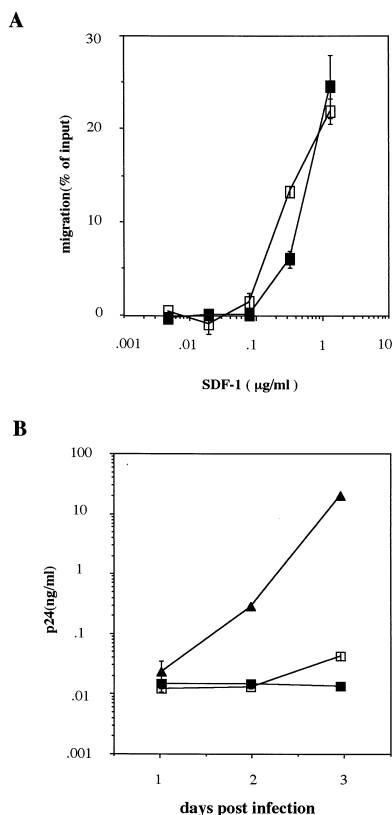 A
30
20
10
0
migration(% of input)
.001 .01 .1 1 10
SDF-1 ( µg/ml )
B
100
10
1
.1
.01
.001
p24(ng/ml)
1 2 3
days post infection